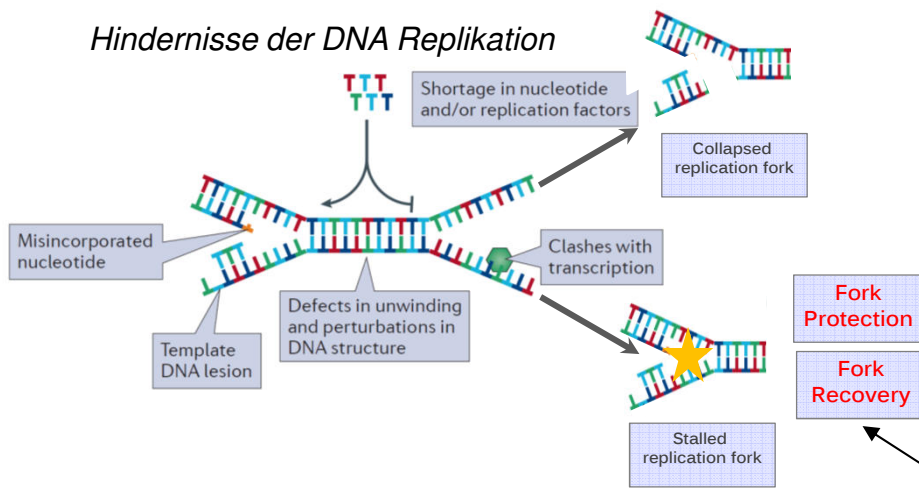 Hindernisse der DNA Replikation
T T T
T T T
Shortage in nucleotide
and/or replication factors
Collapsed
replication fork
Misincorporated
nucleotide
Clashes with
transcription
Defects in unwinding
and perturbations in
DNA structure
Template
DNA lesion
Fork
Protection
Fork
Recovery
Stalled
replication fork